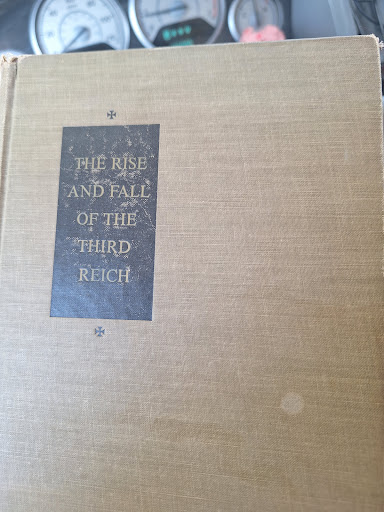 THE RISE
AND FALL
OF THE
THIRD
REICH